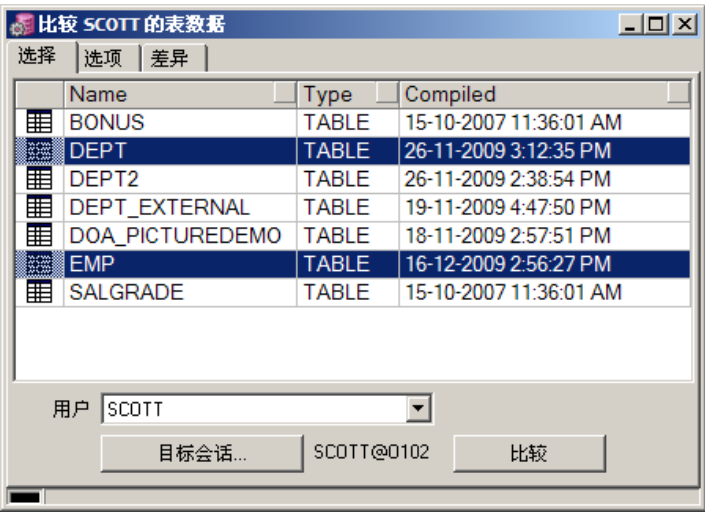 比较 SCOTT 的表数据
选择 选项 差异
Name Type Compiled
BONUS TABLE 15-10-2007 11:36:01 AM
DEPT TABLE 26-11-2009 3:12:35 PM
DEPT2 TABLE 26-11-2009 2:38:54 PM
DEPT_EXTERNAL TABLE 19-11-2009 4:47:50 PM
DOA_PICTUREDEMO TABLE 18-11-2009 2:57:51 PM
EMP TABLE 16-12-2009 2:56:27 PM
SALGRADE TABLE 15-10-2007 11:36:01 AM
用户 SCOTT
目标会话... SCOTT@O102 比较